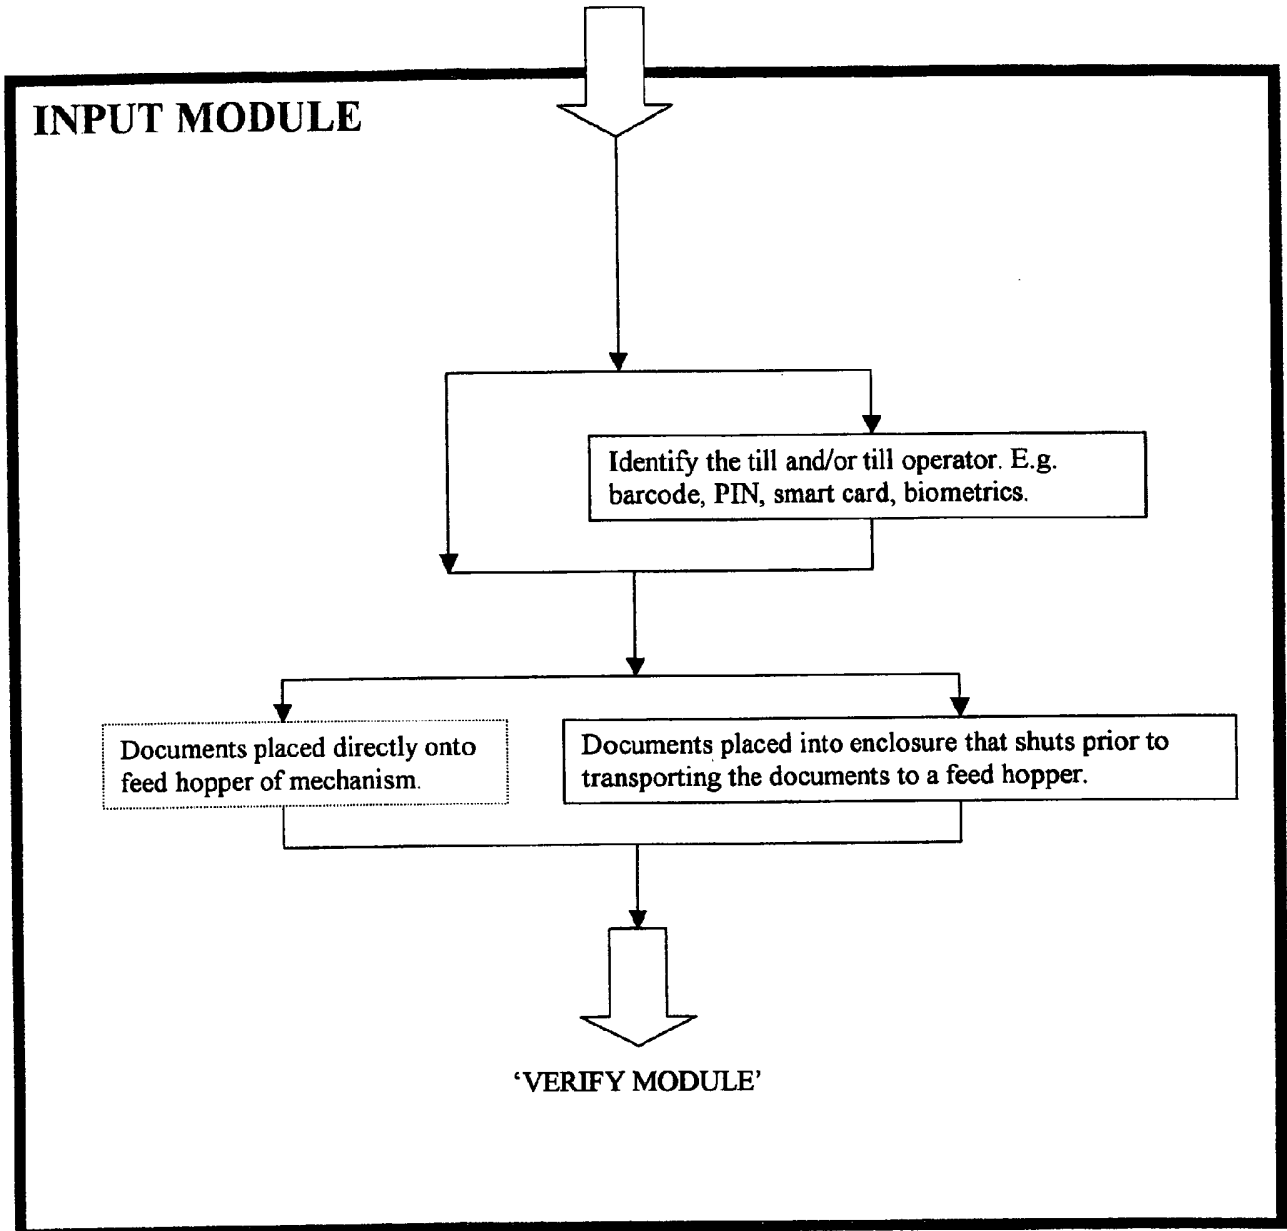 INPUT MODULE
Identify the till and/or till operator. E.g.
barcode, PIN, smart card, biometrics.
Documents placed directly onto
feed hopper of mechanism.
Documents placed into enclosure that shuts prior to
transporting the documents to a feed hopper.
‘VERIFY MODULE’